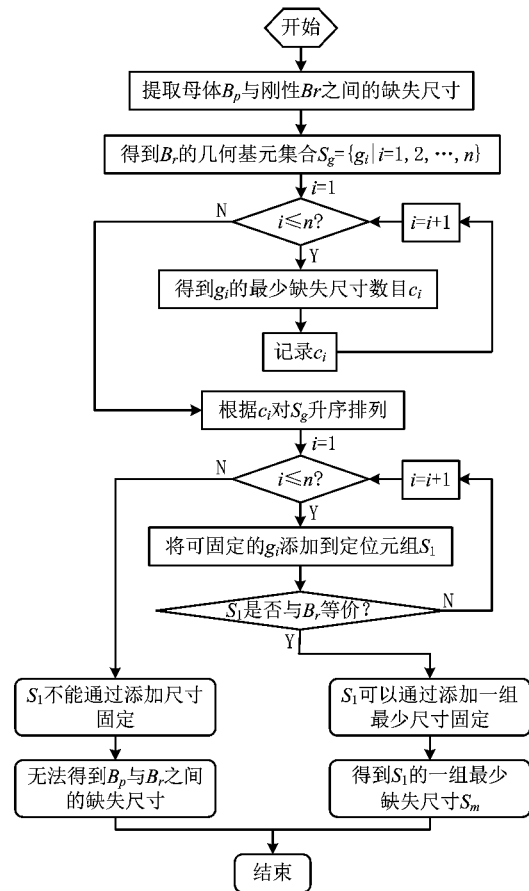 开始
提取母体Bp与刚性Br之间的缺失尺寸
得到Br的几何基元集合Sg={gi|i=1, 2, …, n}
i=1
N
i≤n?
i=i+1
Y
得到gi的最少缺失尺寸数目ci
记录ci
根据ci对Sg升序排列
i=1
N
i≤n?
i=i+1
Y
将可固定的gi添加到定位元组S1
S1是否与Br等价?
N
Y
S1不能通过添加尺寸
固定
S1可以通过添加一组
最少尺寸固定
无法得到Bp与Br之间
的缺失尺寸
得到S1的一组最少
缺失尺寸Sm
结束